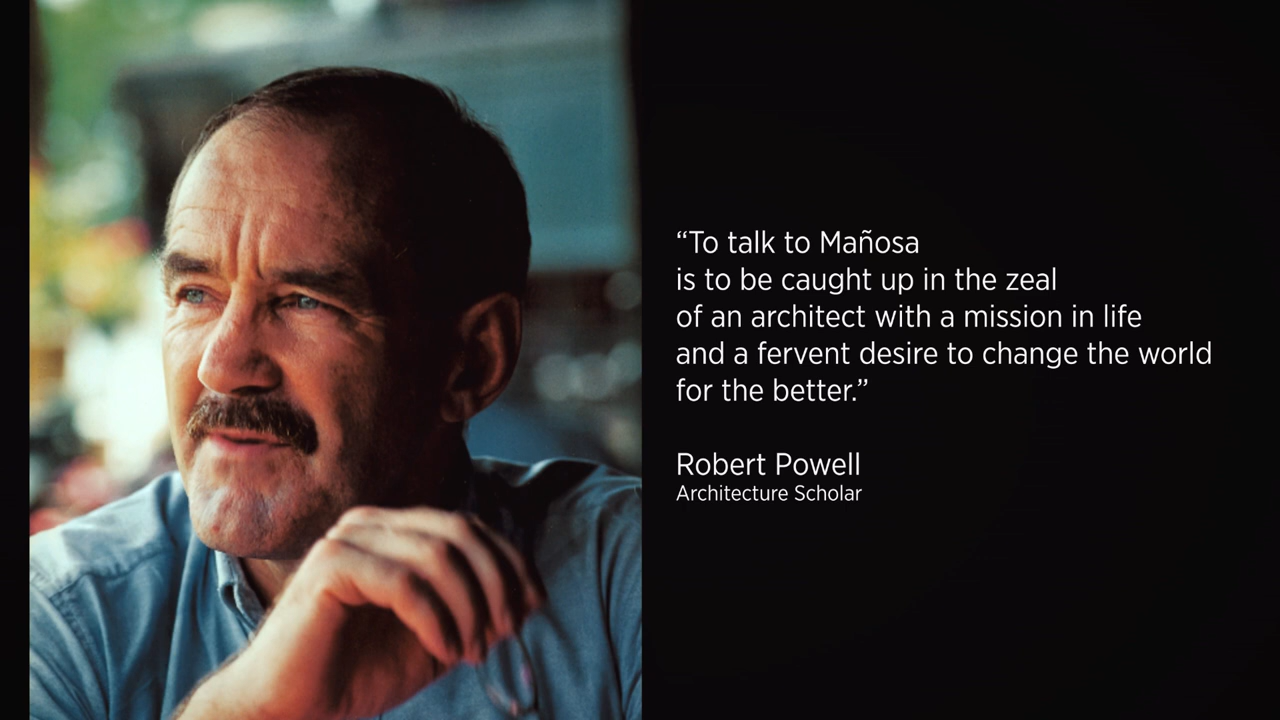 “To talk to Mañosa
is to be caught up in the zeal
of an architect with a mission in life
and a fervent desire to change the world
for the better.”
Robert Powell
Architecture Scholar